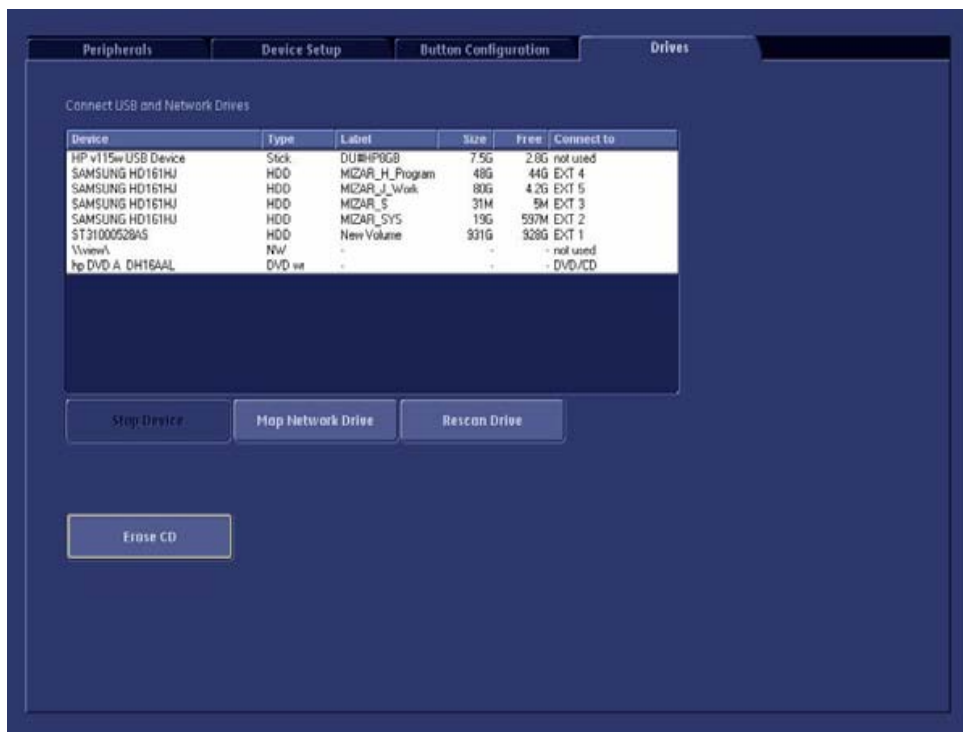 Peripherals Device Setup Button Configuration Drives
Connect USB and Network Drives
Device Type Label Size Free Connect to
HP v115w USB Device Stick DU#HP8GB 7.5G 2.8G not used
SAMSUNG HD161HJ HDD MIZAR_H_Program 48G 44G EXT 4
SAMSUNG HD161HJ HDD MIZAR_J_Work 80G 4.2G EXT 5
SAMSUNG HD161HJ HDD MIZAR_S 31M 5M EXT 3
SAMSUNG HD161HJ HDD MIZAR_SYS 19G 597M EXT 2
ST31000528AS HDD New Volume 931G 928G EXT 1
\\view\ NW - - - not used
hp DVD A DH16AAL DVD wr - - - DVD/CD
Stop Device Map Network Drive Rescan Drive
Erase CD